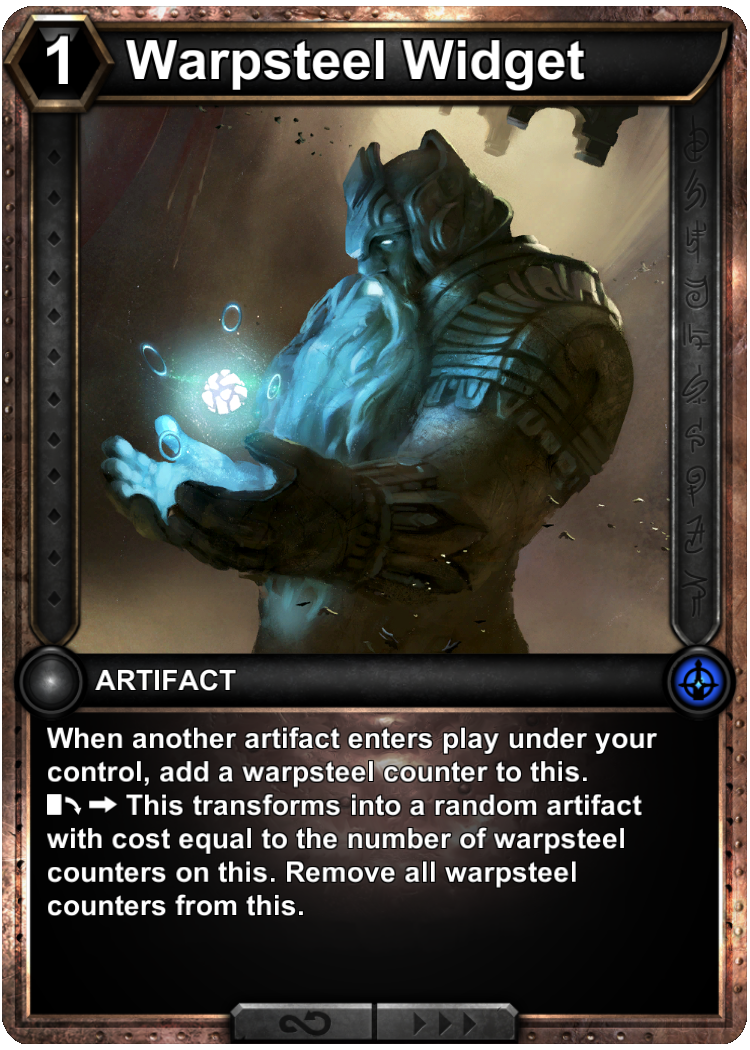 1
Warpsteel Widget
ARTIFACT
When another artifact enters play under your
control, add a warpsteel counter to this.
➡ This transforms into a random artifact
with cost equal to the number of warpsteel
counters on this. Remove all warpsteel
counters from this.